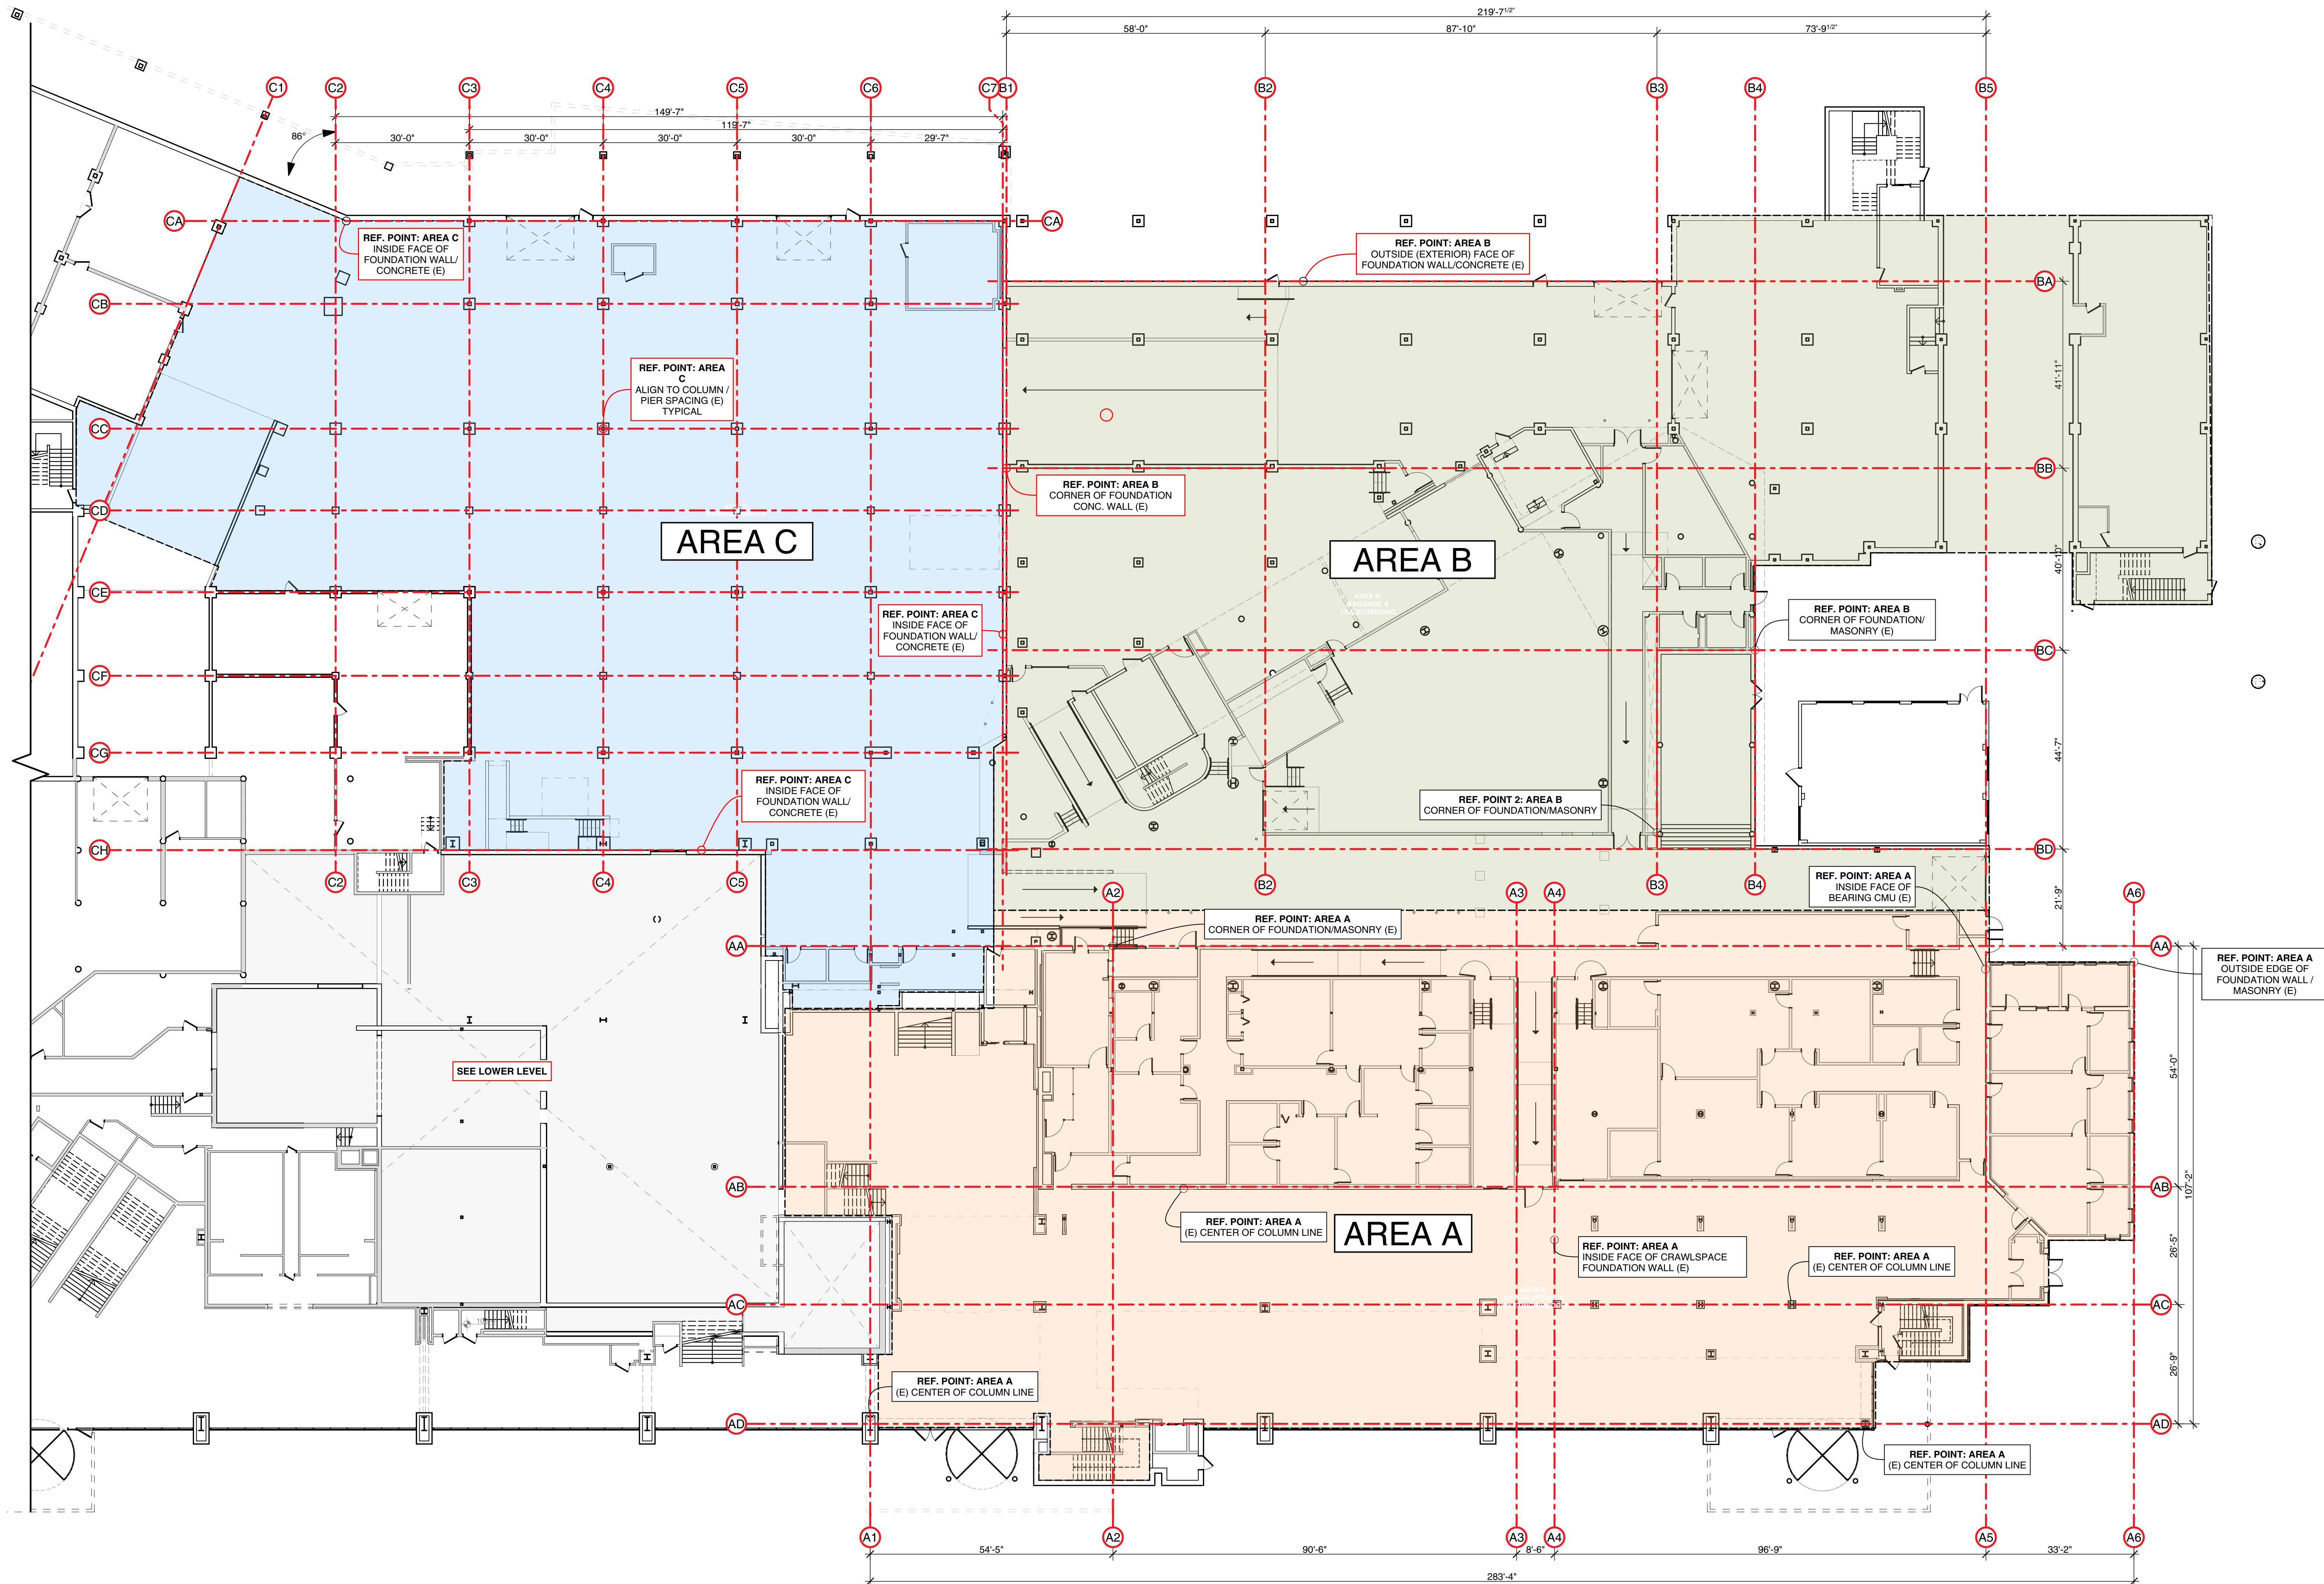 219'-7 1/2"
58'-0"
87'-10"
73'-9 1/2"
C1
C2
C3
C4
C5
C6
C7
B1
B2
B3
B4
B5
149'-7"
119'-7"
86°
30'-0"
30'-0"
30'-0"
30'-0"
29'-7"
CA
CA
REF. POINT: AREA C
INSIDE FACE OF
FOUNDATION WALL/
CONCRETE (E)
REF. POINT: AREA B
OUTSIDE (EXTERIOR) FACE OF
FOUNDATION WALL/CONCRETE (E)
BA
CB
REF. POINT: AREA
C
ALIGN TO COLUMN /
PIER SPACING (E)
TYPICAL
41'-11"
CC
BB
REF. POINT: AREA B
CORNER OF FOUNDATION
CONC. WALL (E)
CD
AREA C
AREA B
40'-10"
CE
AREA B:
BAGGAGE &
TSA SCREENING
REF. POINT: AREA C
INSIDE FACE OF
FOUNDATION WALL/
CONCRETE (E)
REF. POINT: AREA B
CORNER OF FOUNDATION/
MASONRY (E)
BC
CF
44'-7"
CG
REF. POINT: AREA C
INSIDE FACE OF
FOUNDATION WALL/
CONCRETE (E)
REF. POINT 2: AREA B
CORNER OF FOUNDATION/MASONRY
CH
BD
C2
C3
C4
C5
B2
B3
B4
A2
A3
A4
A6
REF. POINT: AREA A
INSIDE FACE OF
BEARING CMU (E)
21'-9"
REF. POINT: AREA A
CORNER OF FOUNDATION/MASONRY (E)
AA
AA
REF. POINT: AREA A
OUTSIDE EDGE OF
FOUNDATION WALL /
MASONRY (E)
SEE LOWER LEVEL
54'-0"
107'-2"
AB
AB
REF. POINT: AREA A
(E) CENTER OF COLUMN LINE
AREA A
REF. POINT: AREA A
INSIDE FACE OF CRAWLSPACE
FOUNDATION WALL (E)
REF. POINT: AREA A
(E) CENTER OF COLUMN LINE
26'-5"
AC
AC
26'-9"
REF. POINT: AREA A
(E) CENTER OF COLUMN LINE
AD
AD
REF. POINT: AREA A
(E) CENTER OF COLUMN LINE
A1
A2
A3
A4
A5
A6
54'-5"
90'-6"
8'-6"
96'-9"
33'-2"
283'-4"